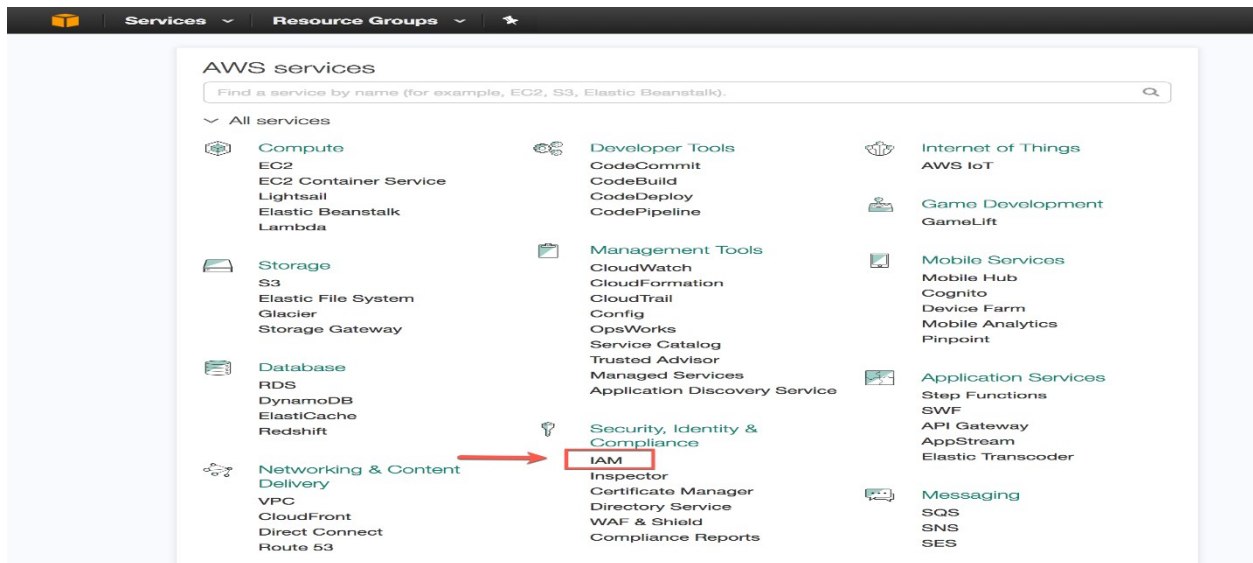 Services
Resource Groups
AWS services
Find a service by name (for example, EC2, S3, Elastic Beanstalk).
All services
Compute
EC2
EC2 Container Service
Lightsail
Elastic Beanstalk
Lambda
Storage
S3
Elastic File System
Glacier
Storage Gateway
Database
RDS
DynamoDB
ElastiCache
Redshift
Networking & Content
Delivery
VPC
CloudFront
Direct Connect
Route 53
Developer Tools
CodeCommit
CodeBuild
CodeDeploy
CodePipeline
Management Tools
CloudWatch
CloudFormation
CloudTrail
Config
OpsWorks
Service Catalog
Trusted Advisor
Managed Services
Application Discovery Service
Security, Identity &
Compliance
IAM
Inspector
Certificate Manager
Directory Service
WAF & Shield
Compliance Reports
Internet of Things
AWS IoT
Game Development
GameLift
Mobile Services
Mobile Hub
Cognito
Device Farm
Mobile Analytics
Pinpoint
Application Services
Step Functions
SWF
API Gateway
AppStream
Elastic Transcoder
Messaging
SQS
SNS
SES